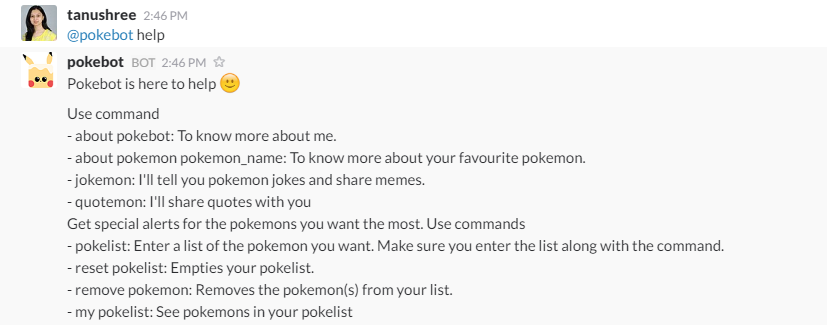 tanushree 2:46 PM
@pokebot help
pokebot BOT 2:46 PM
Pokebot is here to help
Use command
- about pokebot: To know more about me.
- about pokemon pokemon_name: To know more about your favourite pokemon.
- jokemon: I'll tell you pokemon jokes and share memes.
- quotemon: I'll share quotes with you
Get special alerts for the pokemons you want the most. Use commands
- pokelist: Enter a list of the pokemon you want. Make sure you enter the list along with the command.
- reset pokelist: Empties your pokelist.
- remove pokemon: Removes the pokemon(s) from your list.
- my pokelist: See pokemons in your pokelist